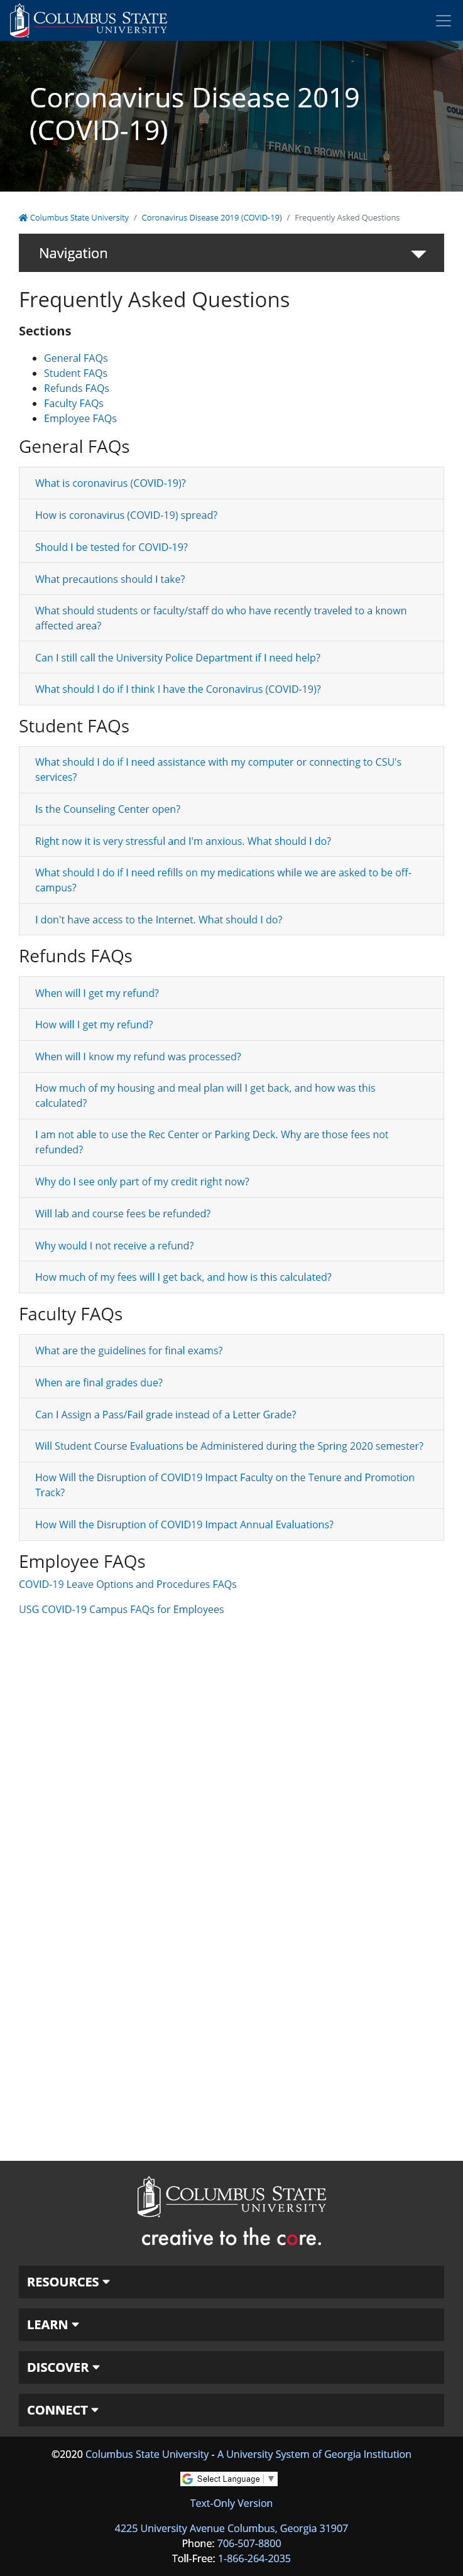 COLUMBUS STATE
UNIVERSITY
Coronavirus Disease 2019
(COVID-19)
FRANK D. BROWN HALL
COLU
Columbus State University / Coronavirus Disease 2019 (COVID-19) / Frequently Asked Questions
Navigation
Frequently Asked Questions
Sections
General FAQs
Student FAQs
Refunds FAQs
Faculty FAQs
Employee FAQs
General FAQs
What is coronavirus (COVID-19)?
How is coronavirus (COVID-19) spread?
Should I be tested for COVID-19?
What precautions should I take?
What should students or faculty/staff do who have recently traveled to a known
affected area?
Can I still call the University Police Department if I need help?
What should I do if I think I have the Coronavirus (COVID-19)?
Student FAQs
What should I do if I need assistance with my computer or connecting to CSU's
services?
Is the Counseling Center open?
Right now it is very stressful and I'm anxious. What should I do?
What should I do if I need refills on my medications while we are asked to be off-
campus?
I don't have access to the Internet. What should I do?
Refunds FAQs
When will I get my refund?
How will I get my refund?
When will I know my refund was processed?
How much of my housing and meal plan will I get back, and how was this
calculated?
I am not able to use the Rec Center or Parking Deck. Why are those fees not
refunded?
Why do I see only part of my credit right now?
Will lab and course fees be refunded?
Why would I not receive a refund?
How much of my fees will I get back, and how is this calculated?
Faculty FAQs
What are the guidelines for final exams?
When are final grades due?
Can I Assign a Pass/Fail grade instead of a Letter Grade?
Will Student Course Evaluations be Administered during the Spring 2020 semester?
How Will the Disruption of COVID19 Impact Faculty on the Tenure and Promotion
Track?
How Will the Disruption of COVID19 Impact Annual Evaluations?
Employee FAQs
COVID-19 Leave Options and Procedures FAQs
USG COVID-19 Campus FAQs for Employees
COLUMBUS STATE
UNIVERSITY
creative to the core.
RESOURCES
LEARN
DISCOVER
CONNECT
©2020 Columbus State University - A University System of Georgia Institution
Select Language ▼
Text-Only Version
4225 University Avenue Columbus, Georgia 31907
Phone: 706-507-8800
Toll-Free: 1-866-264-2035